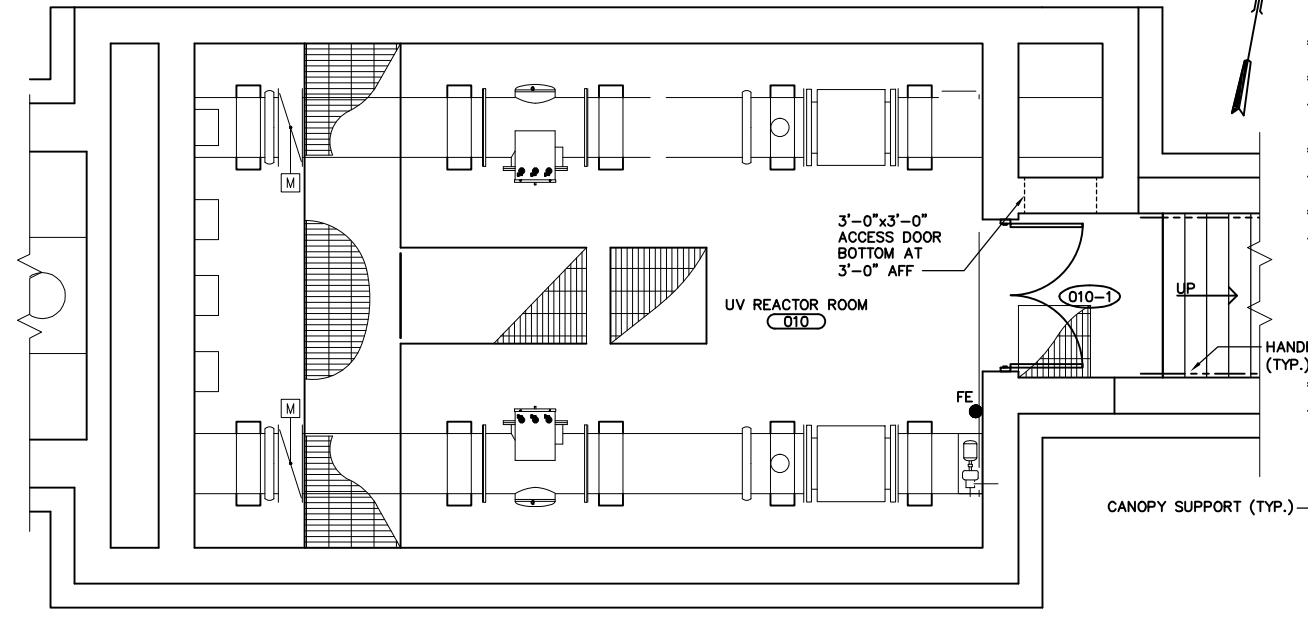 M
3'-0"x3'-0"
ACCESS DOOR
BOTTOM AT
3'-0" AFF
UV REACTOR ROOM
010
010-1
UP
(TYP.)
M
FE
CANOPY SUPPORT (TYP.)